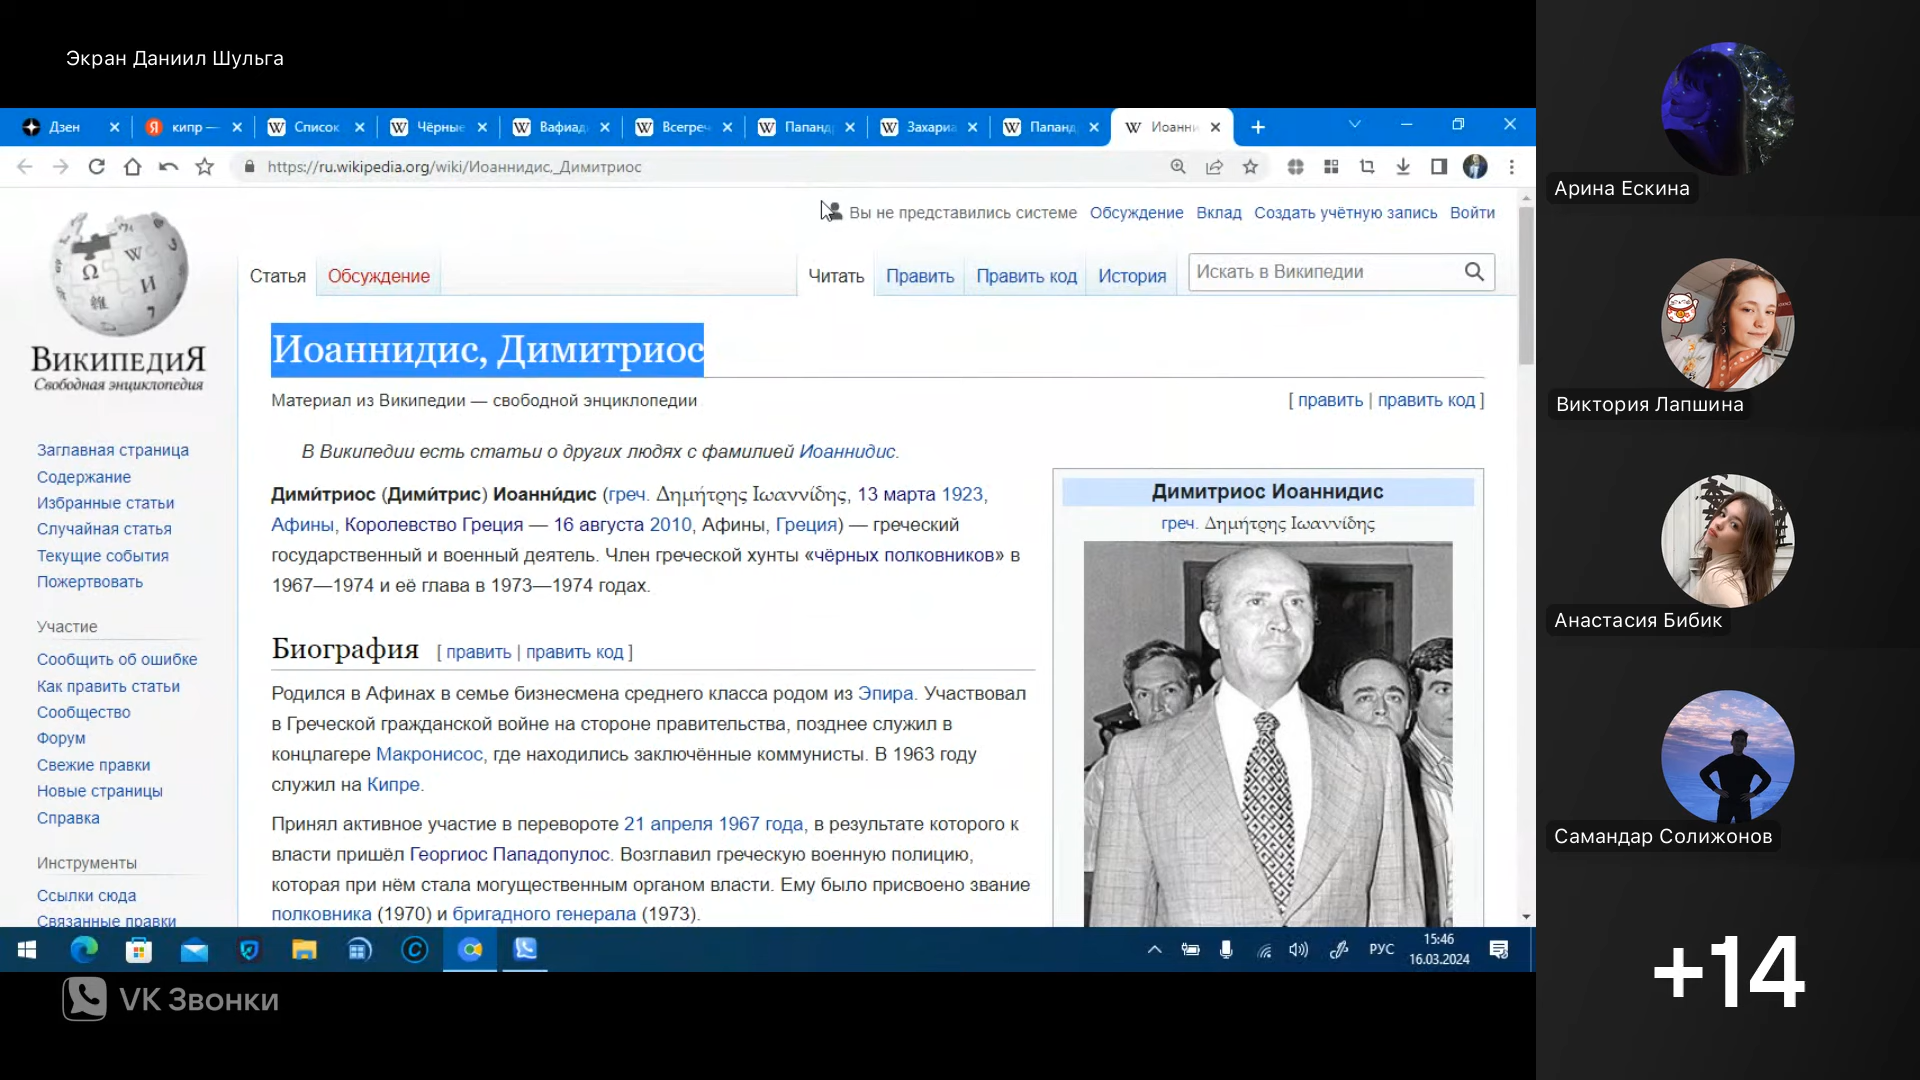 Экран Даниил Шульга
Дзен
кипр —
Список
Чёрные
Вафиад
Всегре
Папанд
Захариа
Папанд
Иоанни
https://ru.wikipedia.org/wiki/Иоаннидис,_Димитриос
Вы не представились системе Обсуждение Вклад Создать учётную запись Войти
Статья Обсуждение Читать Править Править код История Искать в Википедии
ВИКИПЕДИЯ
Свободная энциклопедия
Заглавная страница
Содержание
Избранные статьи
Случайная статья
Текущие события
Пожертвовать
Участие
Сообщить об ошибке
Как править статьи
Сообщество
Форум
Свежие правки
Новые страницы
Справка
Инструменты
Ссылки сюда
Связанные правки
Иоаннидис, Димитриос
Материал из Википедии — свободной энциклопедии [ править | править код ]
В Википедии есть статьи о других людях с фамилией Иоаннидис.
Дими́триос (Дими́трис) Иоанни́дис (греч. Δημήτρης Ιωαννίδης, 13 марта 1923,
Афины, Королевство Греция — 16 августа 2010, Афины, Греция) — греческий
государственный и военный деятель. Член греческой хунты «чёрных полковников» в
1967—1974 и её глава в 1973—1974 годах.
Биография [ править | править код ]
Родился в Афинах в семье бизнесмена среднего класса родом из Эпира. Участвовал
в Греческой гражданской войне на стороне правительства, позднее служил в
концлагере Макронисос, где находились заключённые коммунисты. В 1963 году
служил на Кипре.
Принял активное участие в перевороте 21 апреля 1967 года, в результате которого к
власти пришёл Георгиос Пападопулос. Возглавил греческую военную полицию,
которая при нём стала могущественным органом власти. Ему было присвоено звание
полковника (1970) и бригадного генерала (1973).
Димитриос Иоаннидис
греч. Δημήτρης Ιωαννίδης
РУС
15:46
16.03.2024
VK Звонки
Арина Ескина
Виктория Лапшина
Анастасия Бибик
Самандар Солижонов
+14